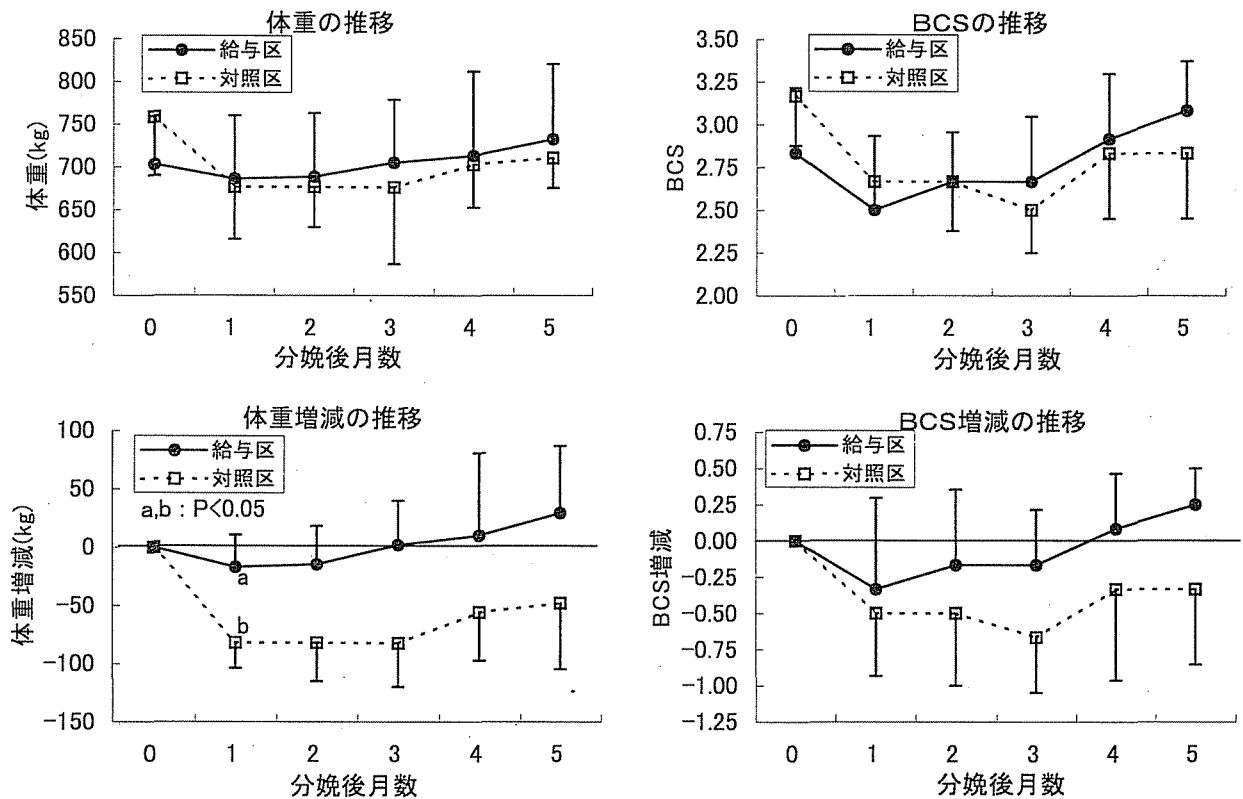 体重の推移
850
800
750
700
650
600
550
体重(kg)
給与区
対照区
0 1 2 3 4 5
分娩後月数
BCSの推移
3.50
3.25
3.00
2.75
2.50
2.25
2.00
BCS
給与区
対照区
0 1 2 3 4 5
分娩後月数
体重増減の推移
100
50
0
-50
-100
-150
体重増減(kg)
給与区
対照区
a,b : P<0.05
a
b
0 1 2 3 4 5
分娩後月数
BCS増減の推移
0.75
0.50
0.25
0.00
-0.25
-0.50
-0.75
-1.00
-1.25
BCS増減
給与区
対照区
0 1 2 3 4 5
分娩後月数